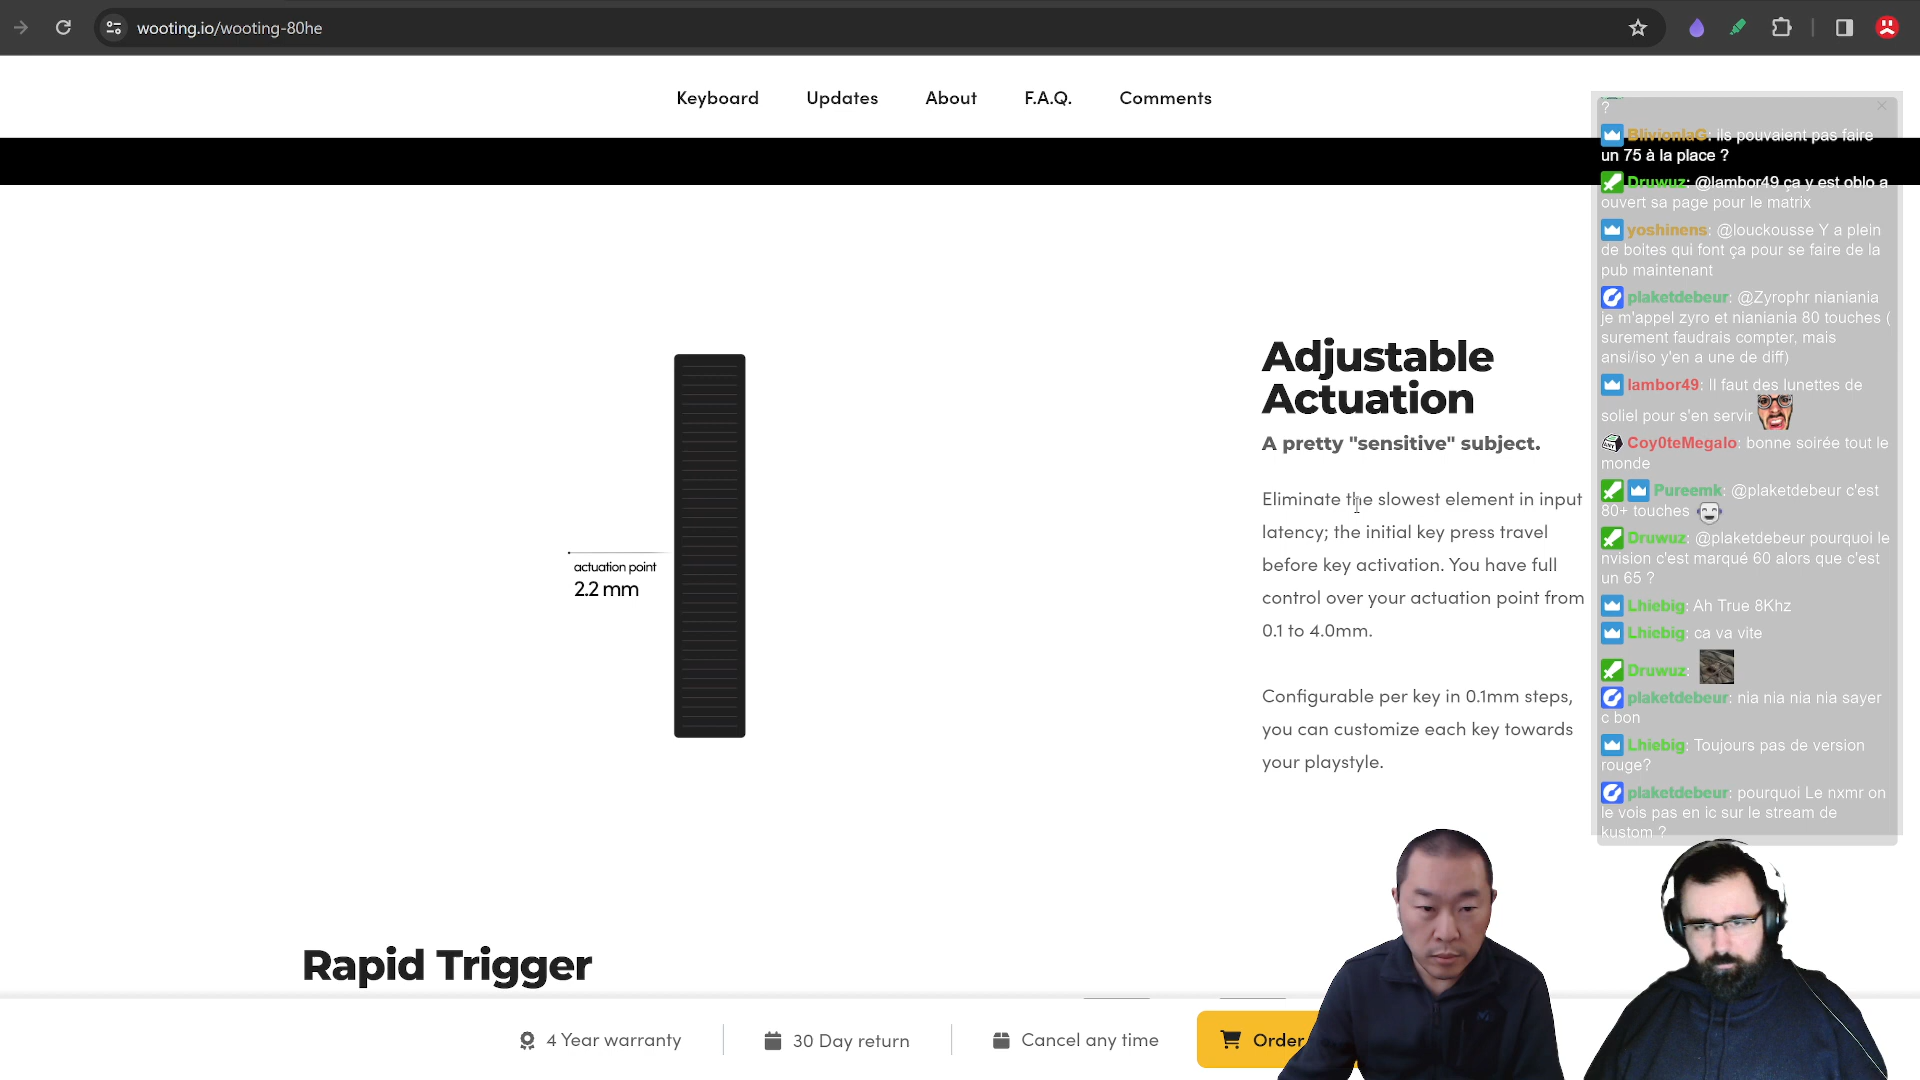 wooting.io/wooting-80he
Keyboard Updates About F.A.Q. Comments
Adjustable
Actuation
A pretty "sensitive" subject.
Eliminate the slowest element in input
latency; the initial key press travel
before key activation. You have full
control over your actuation point from
0.1 to 4.0mm.
Configurable per key in 0.1mm steps,
you can customize each key towards
your playstyle.
actuation point
2.2 mm
Rapid Trigger
4 Year warranty
30 Day return
Cancel any time
Order
?
BlivionlaG: ils pouvaient pas faire
un 75 à la place ?
Druwuz: @lambor49 ça y est oblo a
ouvert sa page pour le matrix
yoshinens: @louckousse Y a plein
de boites qui font ça pour se faire de la
pub maintenant
plaketdebeur: @Zyrophr nianiania
je m'appel zyro et nianiania 80 touches (
surement faudrais compter, mais
ansi/iso y'en a une de diff)
lambor49: Il faut des lunettes de
soliel pour s'en servir
Coy0teMegalo: bonne soirée tout le
monde
Pureemk: @plaketdebeur c'est
80+ touches
Druwuz: @plaketdebeur pourquoi le
nvision c'est marqué 60 alors que c'est
un 65 ?
Lhiebig: Ah True 8Khz
Lhiebig: ca va vite
Druwuz:
plaketdebeur: nia nia nia nia sayer
c bon
Lhiebig: Toujours pas de version
rouge?
plaketdebeur: pourquoi Le nxmr on
le vois pas en ic sur le stream de
kustom ?